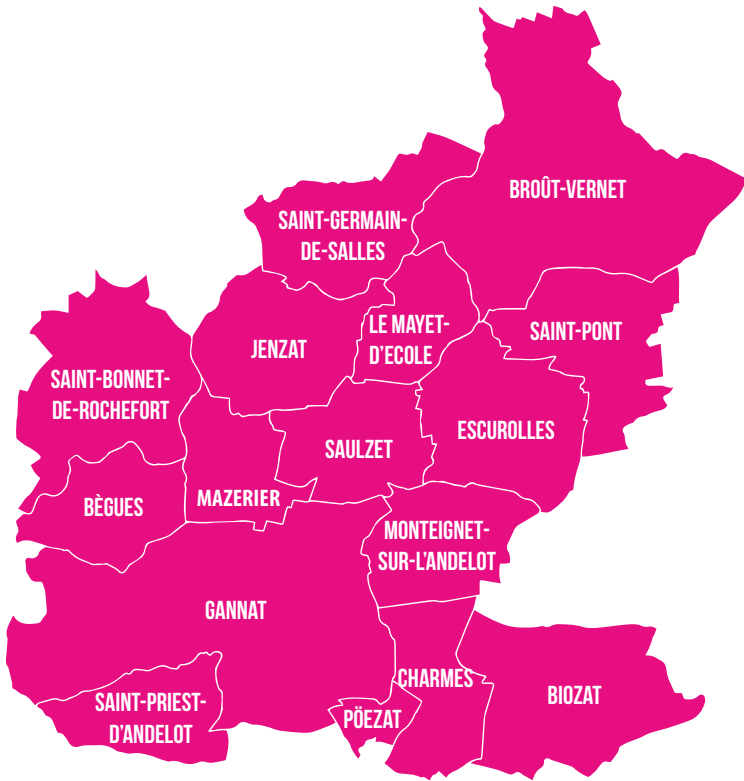 BROÛT-VERNET
SAINT-GERMAIN-
DE-SALLES
LE MAYET-
D'ECOLE
SAINT-PONT
JENZAT
SAINT-BONNET-
DE-ROCHEFORT
ESCUROLLES
SAULZET
MAZERIER
BÈGUES
MONTEIGNET-
SUR-L'ANDELOT
GANNAT
CHARMES
BIOZAT
SAINT-PRIEST-
D'ANDELOT
PÖEZAT